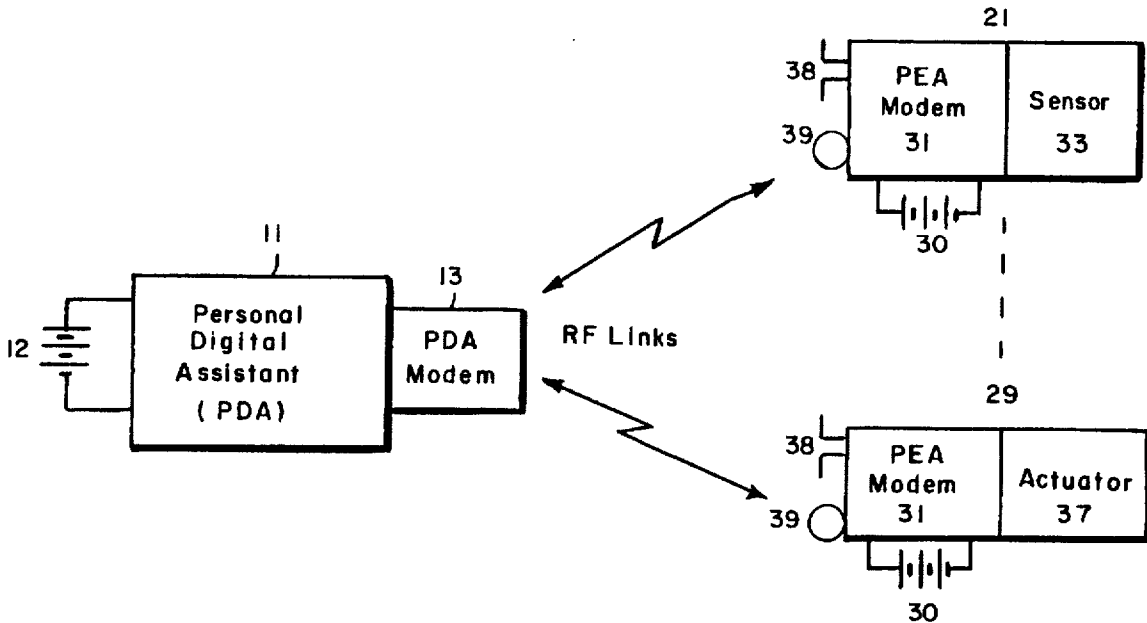 21
38
PEA
Modem
31
Sensor
33
39
30
11
13
12
Personal
Digital
Assistant
(PDA)
PDA
Modem
RF Links
29
38
PEA
Modem
31
Actuator
37
39
30